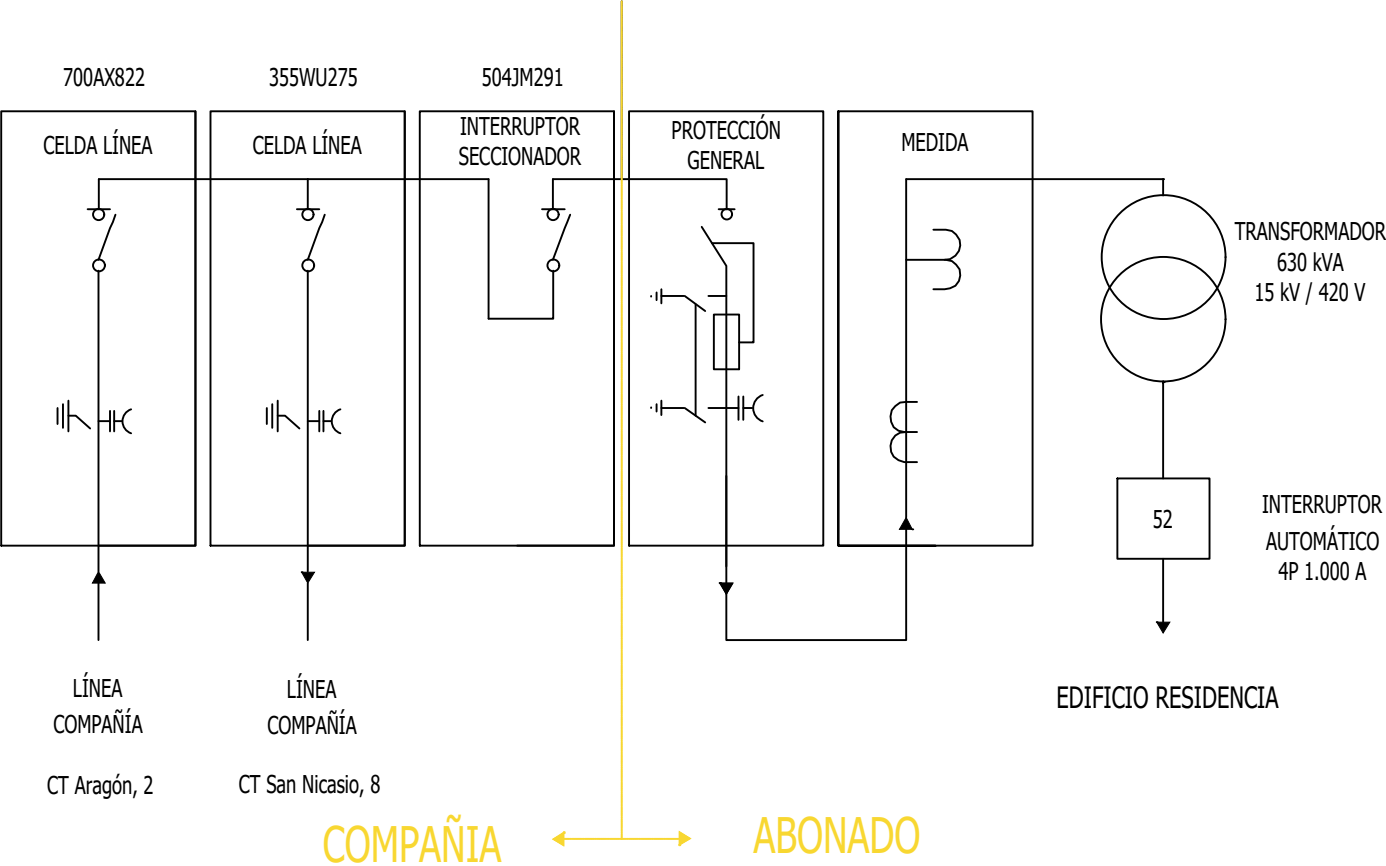 700AX822
355WU275
504JM291
CELDA LÍNEA
CELDA LÍNEA
INTERRUPTOR
SECCIONADOR
PROTECCIÓN
GENERAL
MEDIDA
TRANSFORMADOR
630 kVA
15 kV / 420 V
52
INTERRUPTOR
AUTOMÁTICO
4P 1.000 A
LÍNEA
COMPAÑÍA
CT Aragón, 2
LÍNEA
COMPAÑÍA
CT San Nicasio, 8
EDIFICIO RESIDENCIA
COMPAÑIA
ABONADO